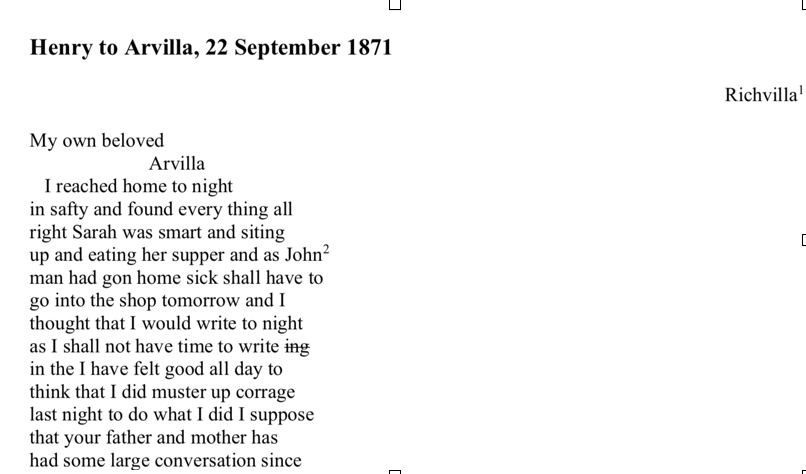 Henry to Arvilla, 22 September 1871
Richvilla¹
My own beloved
Arvilla
I reached home to night
in safty and found every thing all
right Sarah was smart and siting
up and eating her supper and as John²
man had gon home sick shall have to
go into the shop tomorrow and I
thought that I would write to night
as I shall not have time to write ing
in the I have felt good all day to
think that I did muster up corrage
last night to do what I did I suppose
that your father and mother has
had some large conversation since